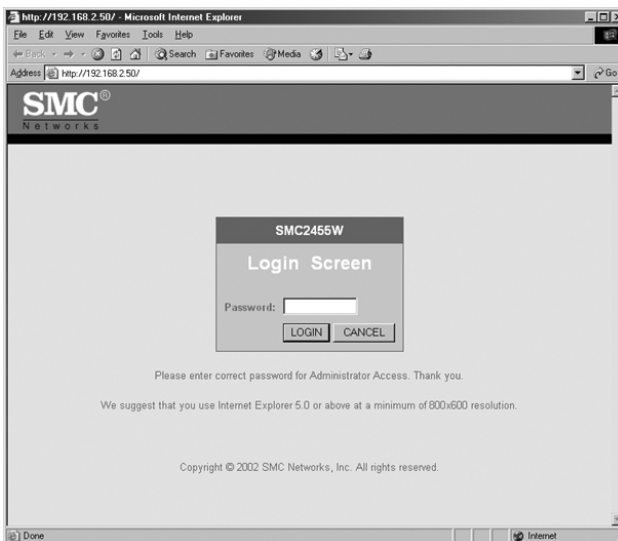 http://192.168.2.50/ - Microsoft Internet Explorer
File Edit View Favorites Tools Help
Back Search Favorites Media
Address http://192.168.2.50/ Go
SMC®
Networks
SMC2455W
Login Screen
Password:
LOGIN CANCEL
Please enter correct password for Administrator Access. Thank you.
We suggest that you use Internet Explorer 5.0 or above at a minimum of 800x600 resolution.
Copyright © 2002 SMC Networks, Inc. All rights reserved.
Done Internet